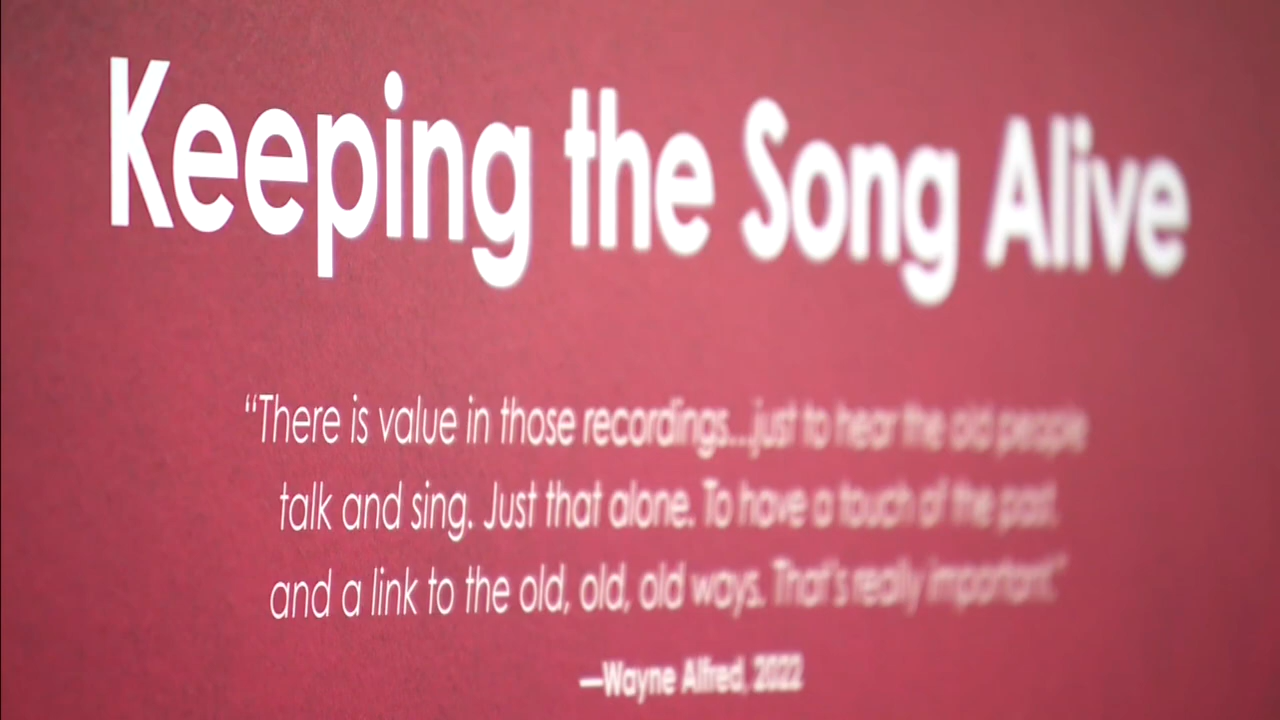 Keeping the Song Alive
“There is value in those recordings...just to hear the old people
talk and sing. Just that alone. To have a touch of the past,
and a link to the old, old, old ways. That's really important.”
—Wayne Alfred, 2022